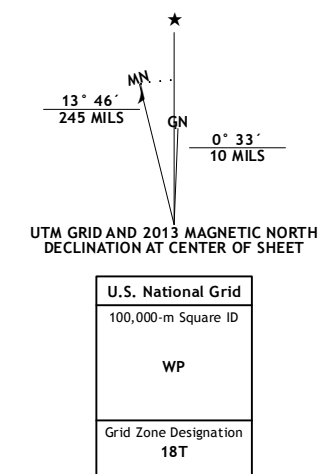 ★
MN
13° 46´
245 MILS
GN
0° 33´
10 MILS
UTM GRID AND 2013 MAGNETIC NORTH
DECLINATION AT CENTER OF SHEET
U.S. National Grid
100,000-m Square ID
WP
Grid Zone Designation
18T